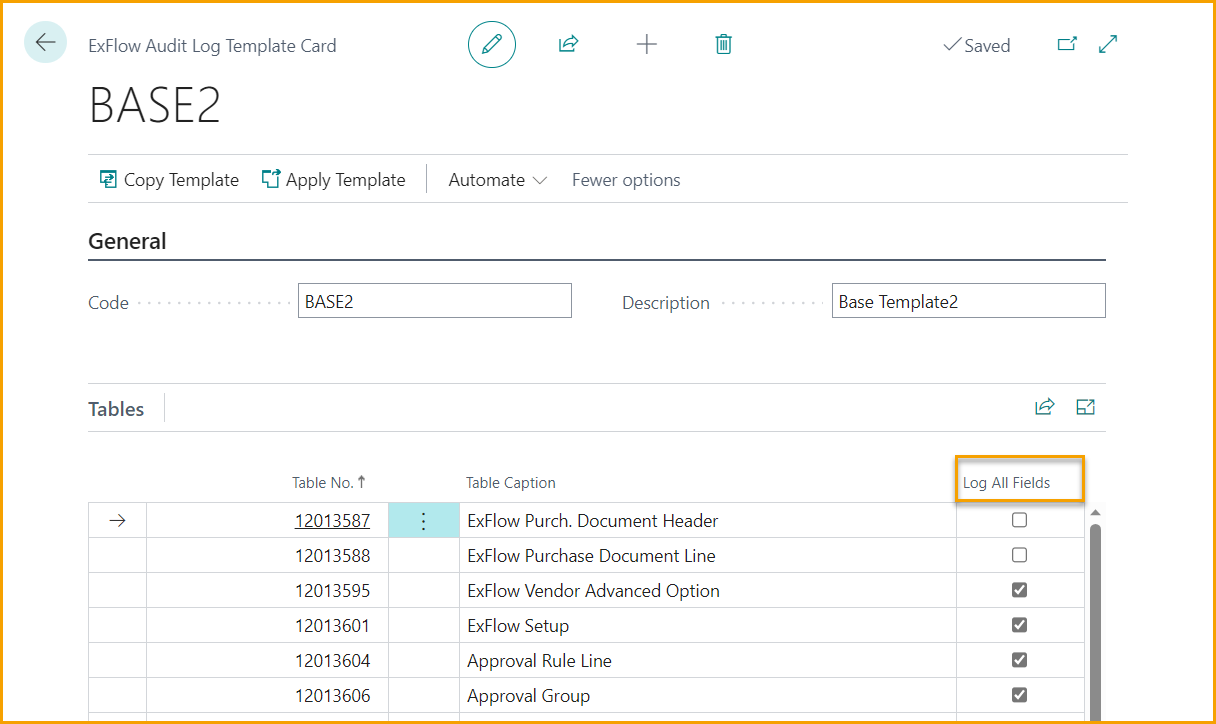 ExFlow Audit Log Template Card
Saved
BASE2
Copy Template Apply Template Automate Fewer options
General
Code BASE2 Description Base Template2
Tables
Table No. ↑ Table Caption Log All Fields
12013587 ExFlow Purch. Document Header
12013588 ExFlow Purchase Document Line
12013595 ExFlow Vendor Advanced Option
12013601 ExFlow Setup
12013604 Approval Rule Line
12013606 Approval Group